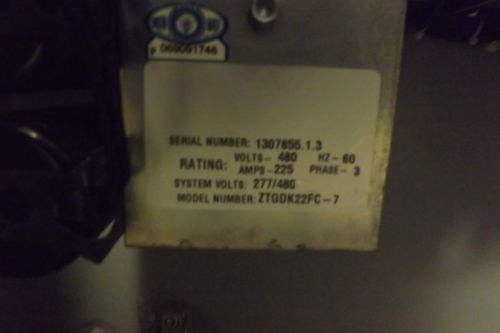 P 069091746
SERIAL NUMBER: 1307855.1.3
RATING: VOLTS- 480 HZ- 60
AMPS-225 PHASE- 3
SYSTEM VOLTS: 277/480
MODEL NUMBER: ZTGDK22FC-7